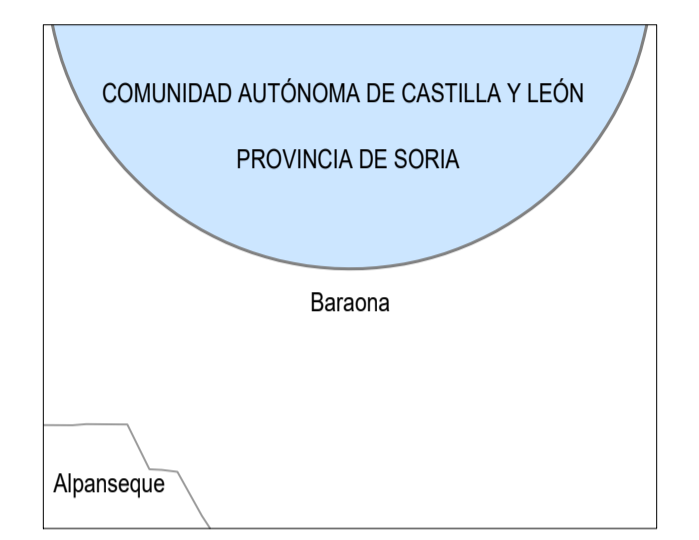 COMUNIDAD AUTÓNOMA DE CASTILLA Y LEÓN
PROVINCIA DE SORIA
Baraona
Alpanseque